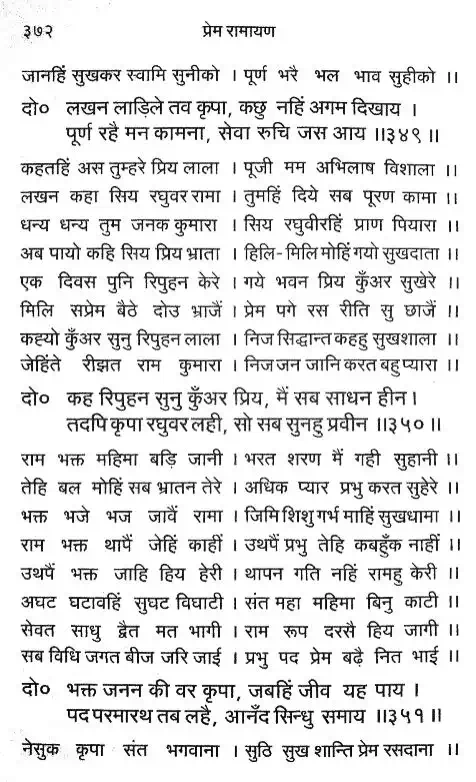 ३७२ प्रेम रामायण
जानहिं सुखकर स्वामि सुनीको । पूर्ण भरै भल भाव सुहीको ।।
दो० लखन लाड़िले तव कृपा, कछु नहिं अगम दिखाय ।
पूर्ण रहै मन कामना, सेवा रुचि जस आय ।।३४९।।
कहतहिं अस तुम्हरे प्रिय लाला । पूजी मम अभिलाष विशाला ।।
लखन कहा सिय रघुवर रामा । तुमहिं दिये सब पूरण कामा ।।
धन्य धन्य तुम जनक कुमारा । सिय रघुवीरहिं प्राण पियारा ।।
अब पायो कहि सिय प्रिय भ्राता । हिलि-मिलि मोहिं गयो सुखदाता ।।
एक दिवस पुनि रिपुहन केरे । गये भवन प्रिय कुँअर सुखेरे ।।
मिलि सप्रेम बैठे दोउ भ्राजैं । प्रेम पगे रस रीति सु छाजैं ।।
कह्यो कुँअर सुनु रिपुहन लाला । निज सिद्धान्त कहहु सुखशाला ।।
जेहिंते रीझत राम कुमारा । निज जन जानि करत बहु प्यारा ।।
दो० कह रिपुहन सुनु कुँअर प्रिय, मैं सब साधन हीन ।
तदपि कृपा रघुवर लही, सो सब सुनहु प्रवीन ।।३५०।।
राम भक्त महिमा बड़ि जानी । भरत शरण मैं गही सुहानी ।।
तेहि बल मोहिं सब भ्रातन तेरे । अधिक प्यार प्रभु करत सुहेरे ।।
भक्त भजे भज जावैं रामा । जिमि शिशु गर्भ माहिं सुखधामा ।।
राम भक्त थापैं जेहिं काहीं । उथपैं प्रभु तेहि कबहुँक नाहीं ।।
उथपैं भक्त जाहि हिय हेरी । थापन गति नहिं रामहु केरी ।।
अघट घटावहिं सुघट विघाटी । संत महा महिमा बिनु काटी ।।
सेवत साधु द्वैत मत भागी । राम रूप दरसै हिय जागी ।।
सब विधि जगत बीज जरि जाई । प्रभु पद प्रेम बढ़ै नित भाई ।।
दो० भक्त जनन की वर कृपा, जबहिं जीव यह पाय ।
पद परमारथ तब लहै, आनँद सिन्धु समाय ।।३५१।।
नेसुक कृपा संत भगवाना । सुठि सुख शान्ति प्रेम रसदाना ।।